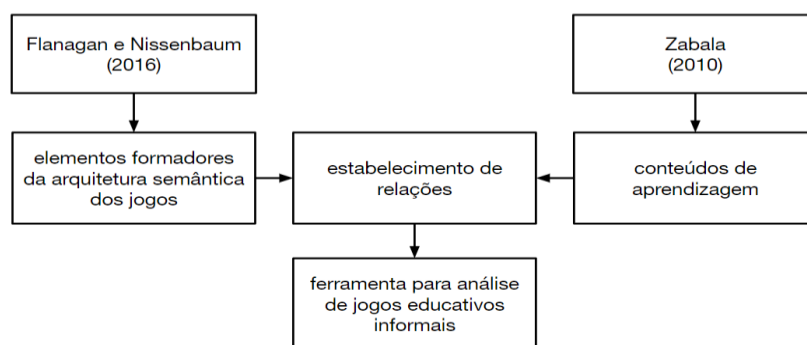 Flanagan e Nissenbaum
(2016)
Zabala
(2010)
elementos formadores
da arquitetura semântica
dos jogos
estabelecimento de
relações
conteúdos de
aprendizagem
ferramenta para análise
de jogos educativos
informais